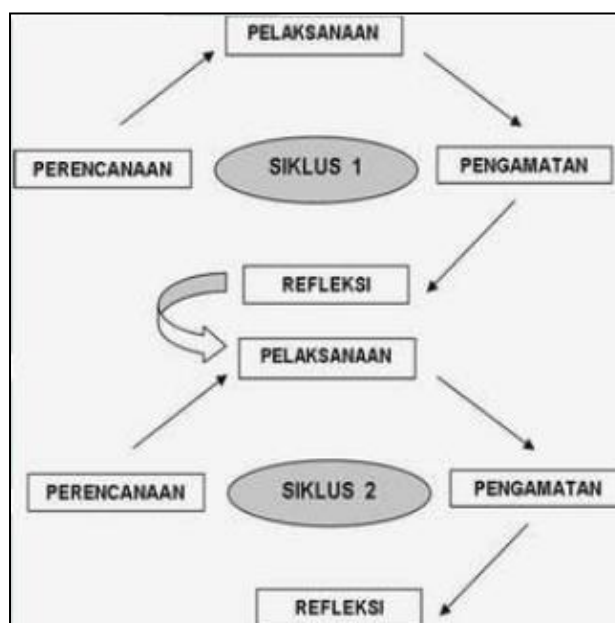 PELAKSANAAN
PERENCANAAN
SIKLUS 1
PENGAMATAN
REFLEKSI
PELAKSANAAN
PERENCANAAN
SIKLUS 2
PENGAMATAN
REFLEKSI